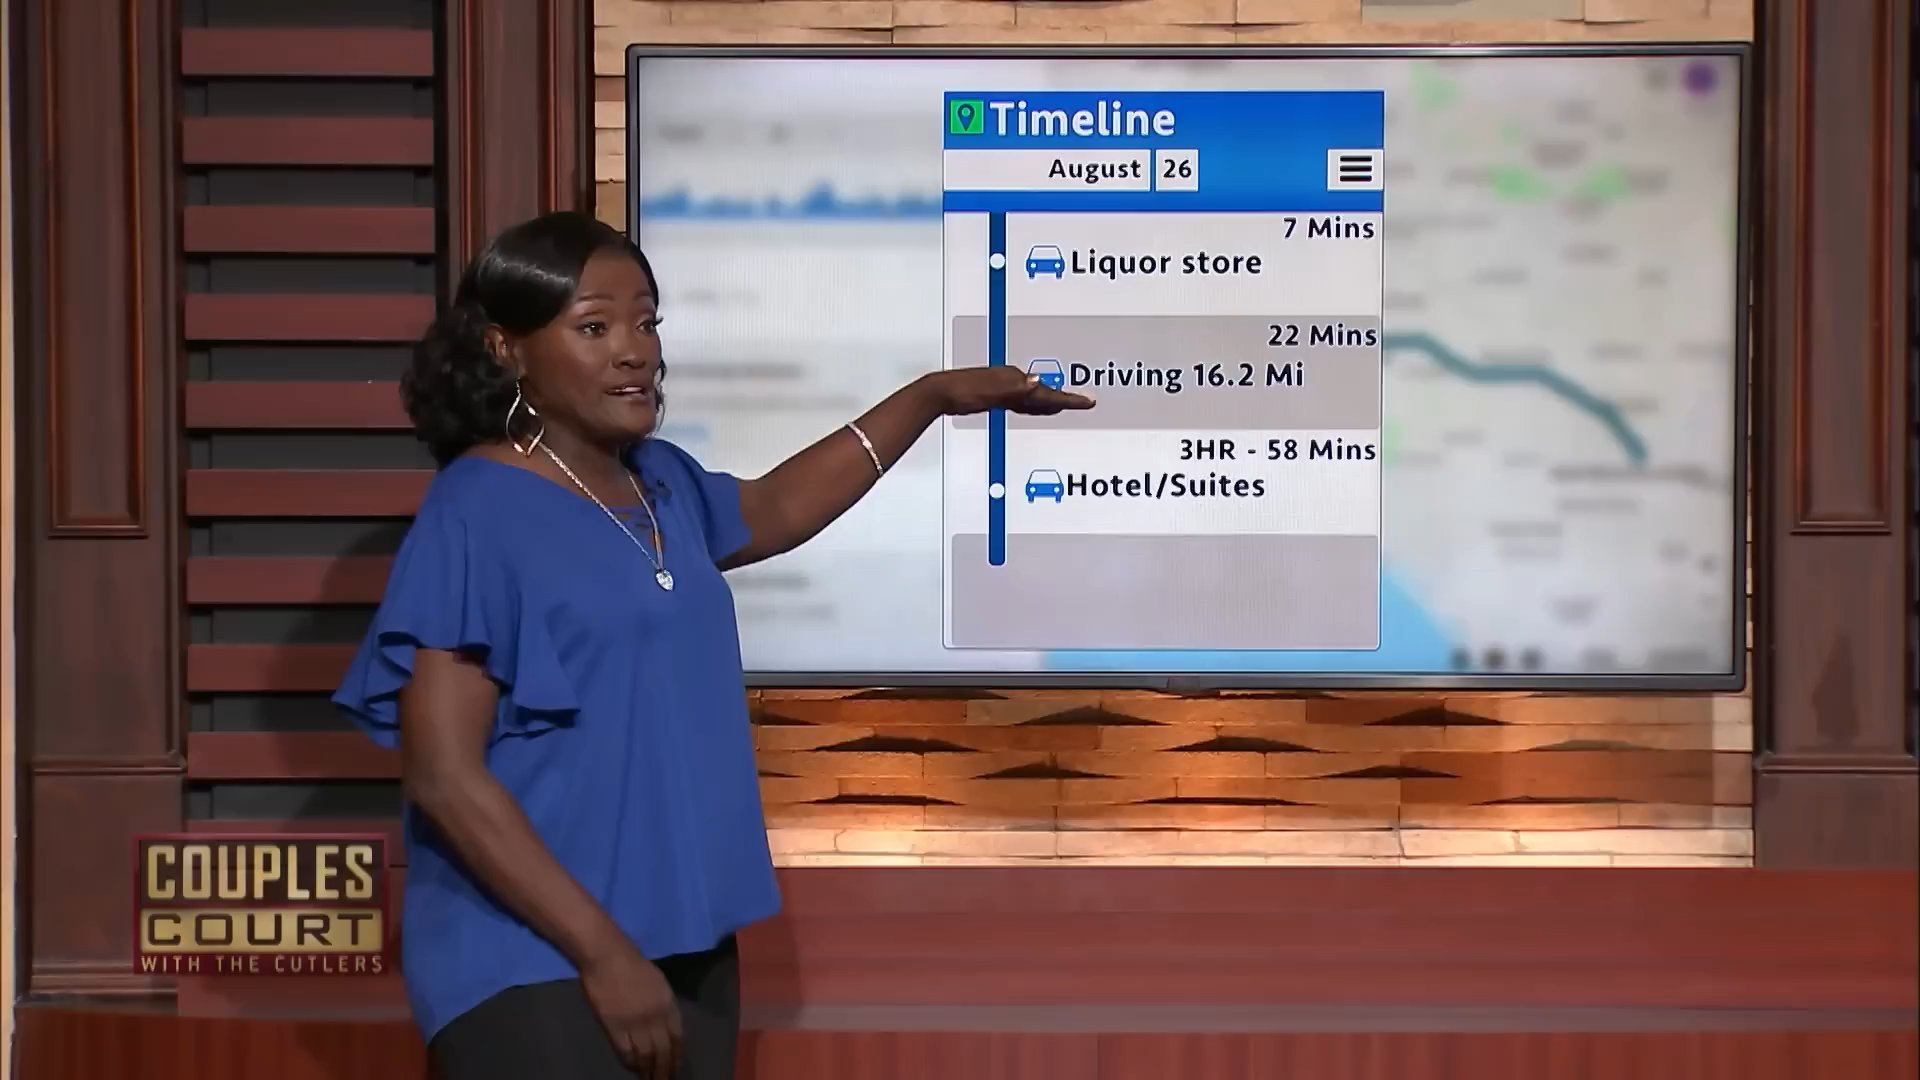 Timeline
August 26
7 Mins
Liquor store
22 Mins
Driving 16.2 Mi
3HR - 58 Mins
Hotel/Suites
COUPLES
COURT
WITH THE CUTLERS